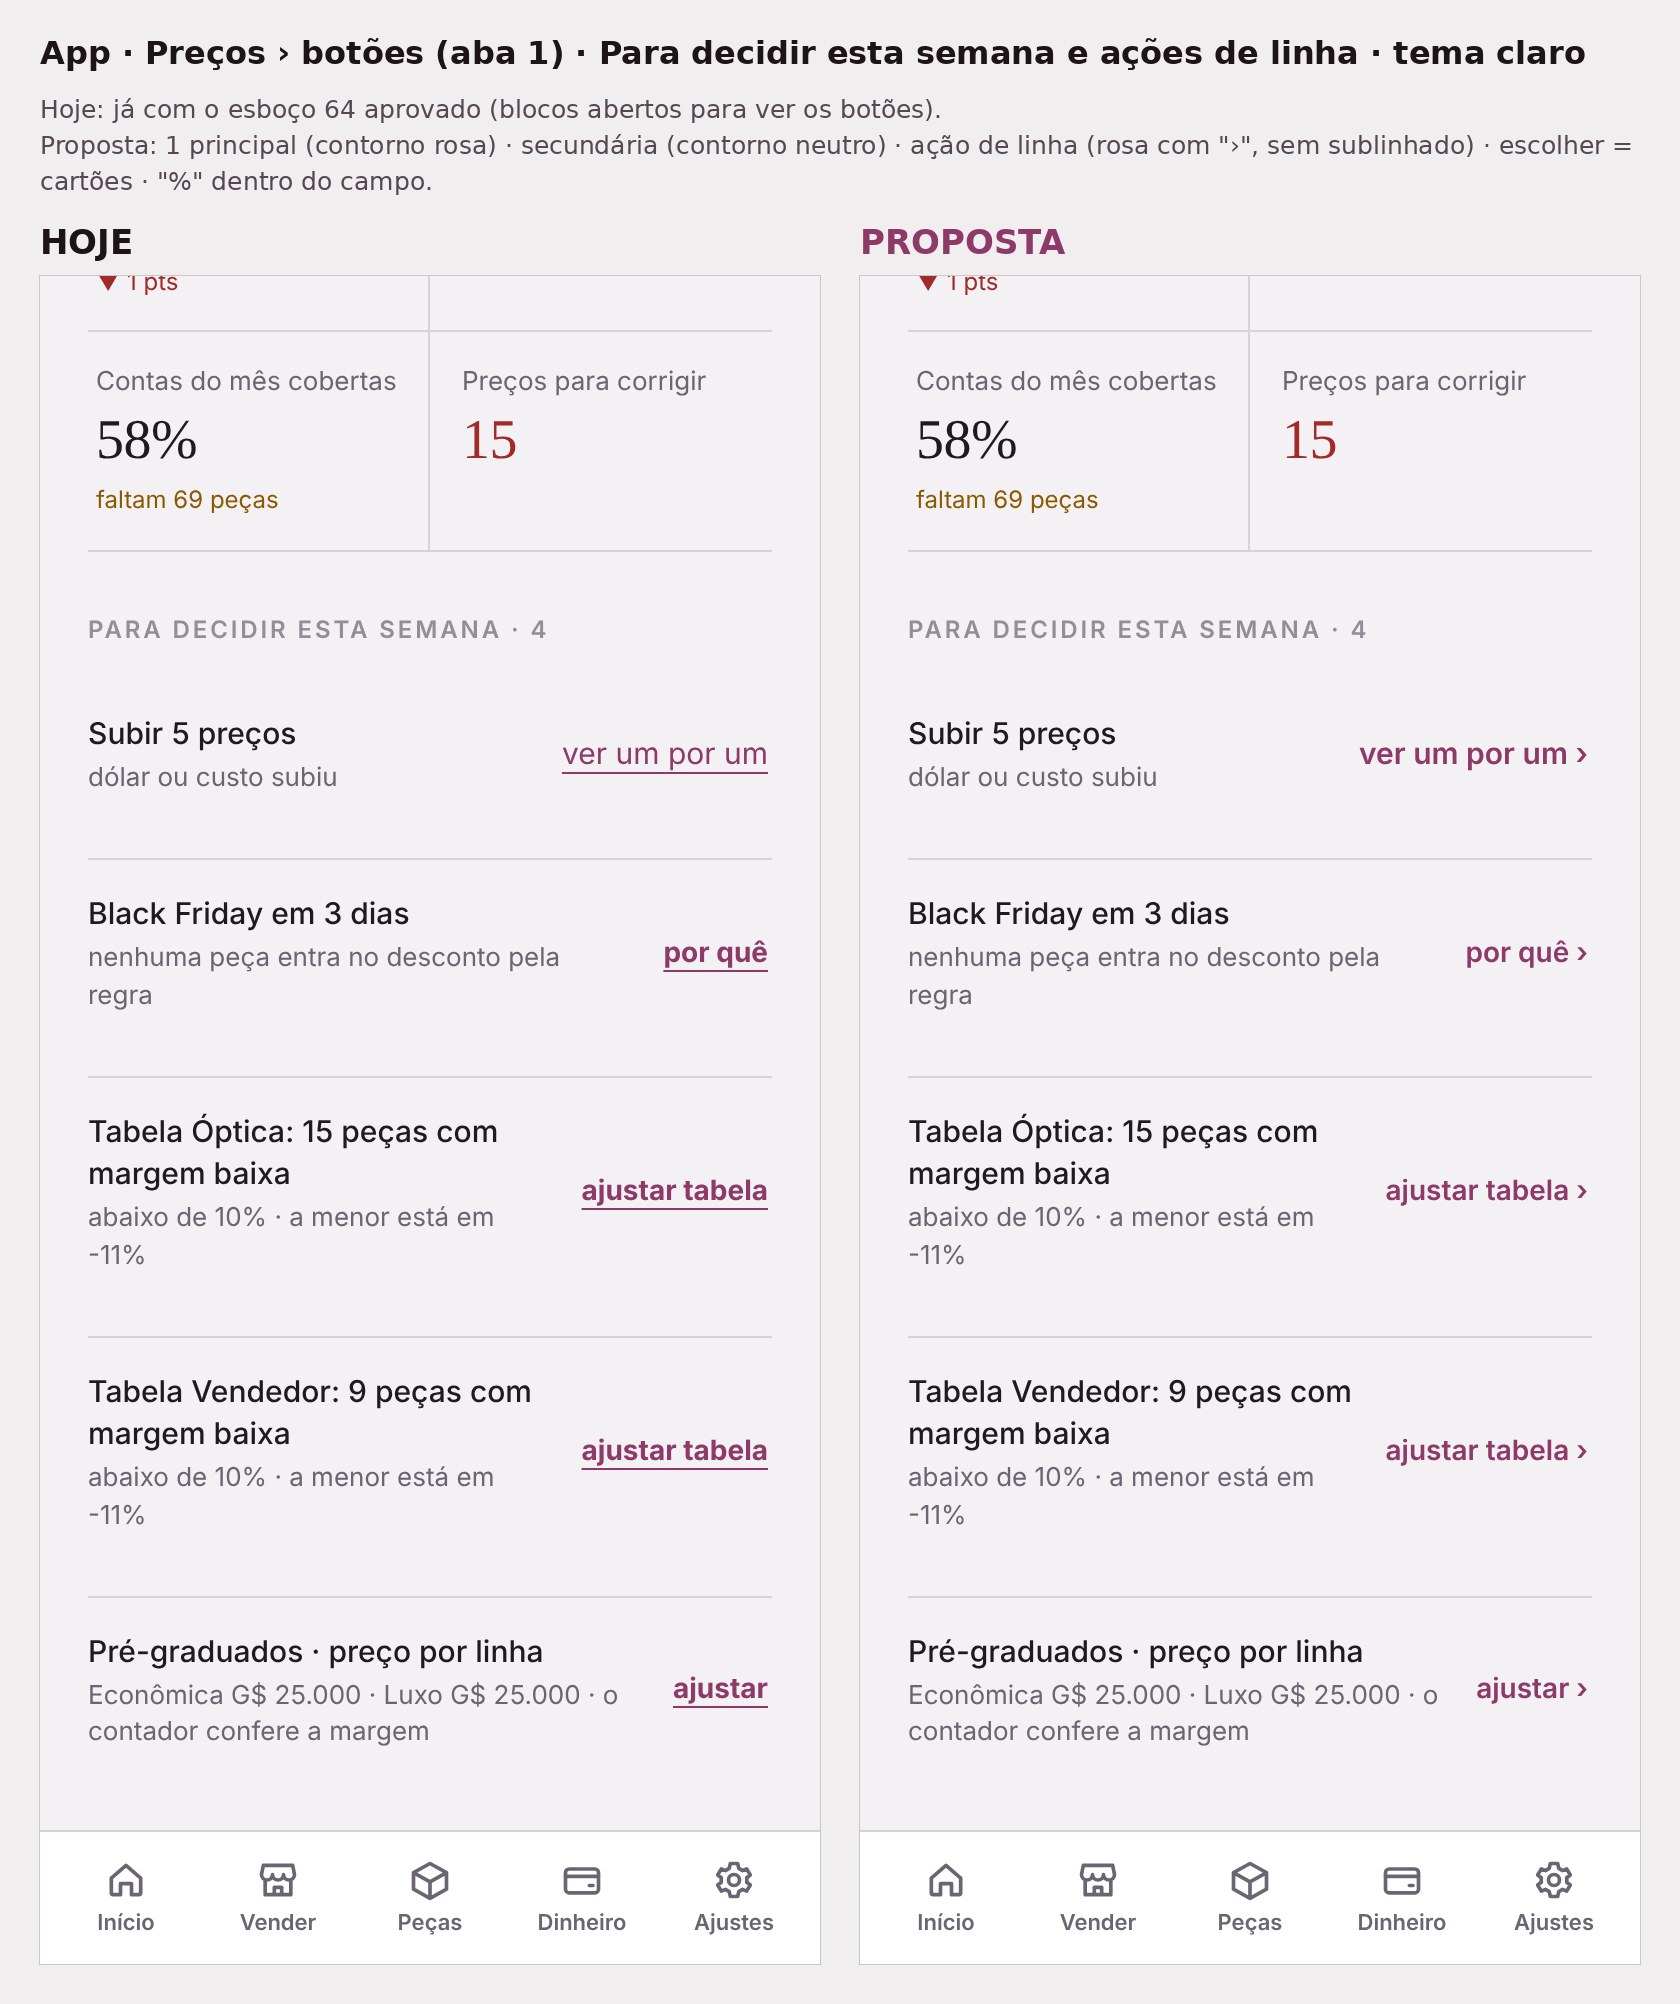 App · Preços › botões (aba 1) · Para decidir esta semana e ações de linha · tema claro
Hoje: já com o esboço 64 aprovado (blocos abertos para ver os botões).
Proposta: 1 principal (contorno rosa) · secundária (contorno neutro) · ação de linha (rosa com "›", sem sublinhado) · escolher =
cartões · "%" dentro do campo.
HOJE
▼ 1 pts
Contas do mês cobertas
58%
faltam 69 peças
Preços para corrigir
15
PARA DECIDIR ESTA SEMANA · 4
Subir 5 preços
dólar ou custo subiu
ver um por um
Black Friday em 3 dias
nenhuma peça entra no desconto pela
regra
por quê
Tabela Óptica: 15 peças com
margem baixa
abaixo de 10% · a menor está em
-11%
ajustar tabela
Tabela Vendedor: 9 peças com
margem baixa
abaixo de 10% · a menor está em
-11%
ajustar tabela
Pré-graduados · preço por linha
Econômica G$ 25.000 · Luxo G$ 25.000 · o
contador confere a margem
ajustar
Início
Vender
Peças
Dinheiro
Ajustes
PROPOSTA
▼ 1 pts
Contas do mês cobertas
58%
faltam 69 peças
Preços para corrigir
15
PARA DECIDIR ESTA SEMANA · 4
Subir 5 preços
dólar ou custo subiu
ver um por um ›
Black Friday em 3 dias
nenhuma peça entra no desconto pela
regra
por quê ›
Tabela Óptica: 15 peças com
margem baixa
abaixo de 10% · a menor está em
-11%
ajustar tabela ›
Tabela Vendedor: 9 peças com
margem baixa
abaixo de 10% · a menor está em
-11%
ajustar tabela ›
Pré-graduados · preço por linha
Econômica G$ 25.000 · Luxo G$ 25.000 · o
contador confere a margem
ajustar ›
Início
Vender
Peças
Dinheiro
Ajustes